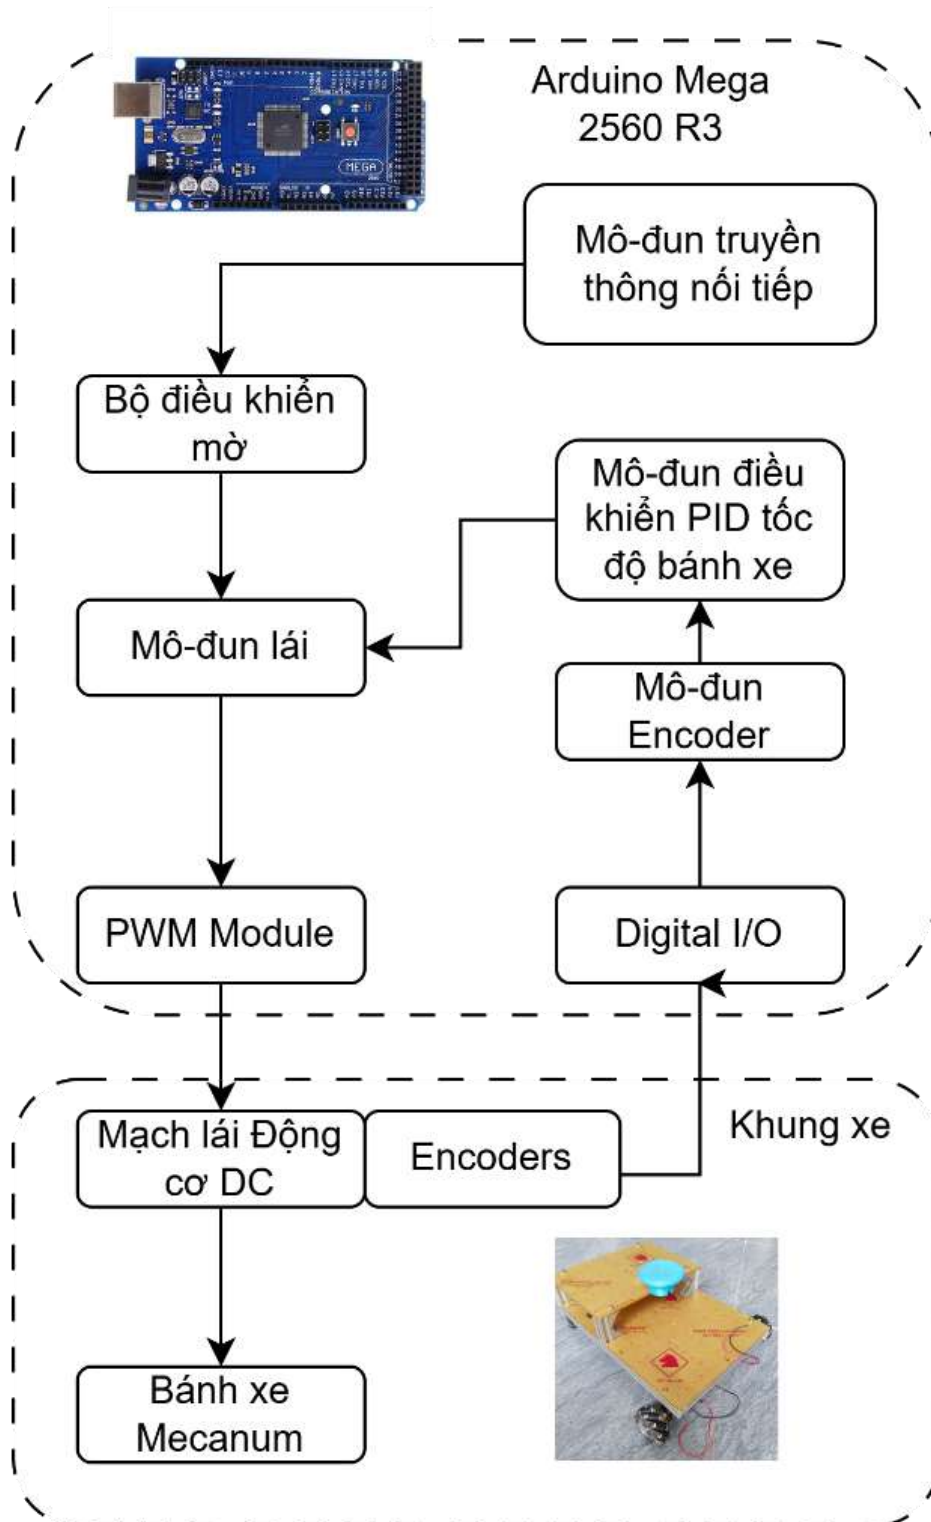 Arduino Mega
2560 R3
MEGA
Mô-đun truyền
thông nối tiếp
Bộ điều khiển
mờ
Mô-đun điều
khiển PID tốc
độ bánh xe
Mô-đun lái
Mô-đun
Encoder
PWM Module
Digital I/O
Khung xe
Mạch lái Động
cơ DC
Encoders
Bánh xe
Mecanum